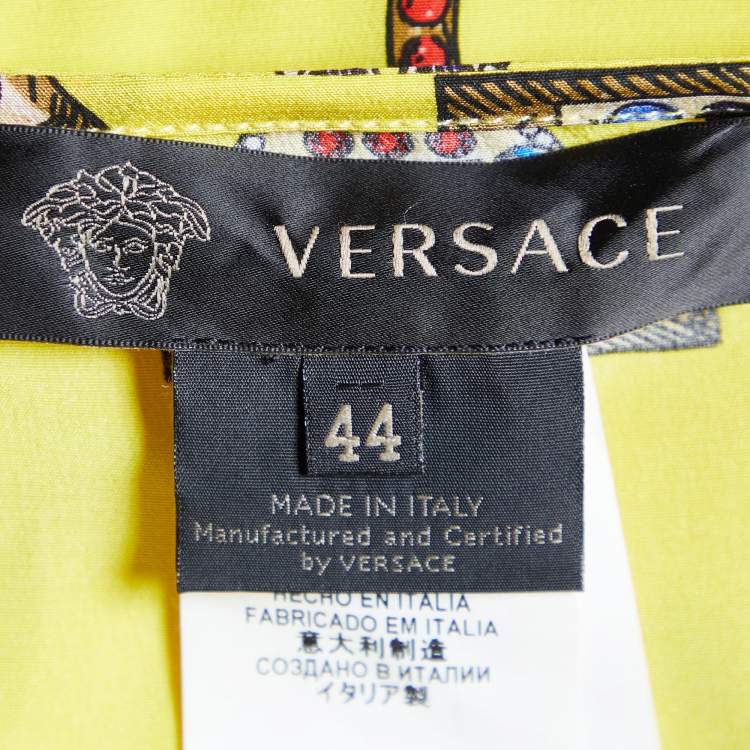 VERSACE
44
MADE IN ITALY
Manufactured and Certified
by VERSACE
HECHO EN ITALIA
FABRICADO EM ITALIA
意大利制造
СОЗДАНО В ИТАЛИИ
イタリア製